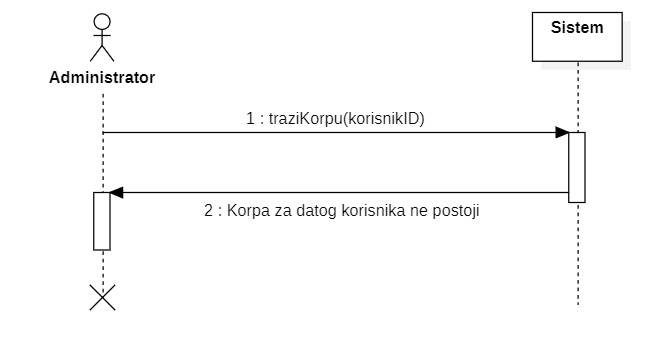 Sistem
Administrator
1 : traziKorpu(korisnikID)
2 : Korpa za datog korisnika ne postoji